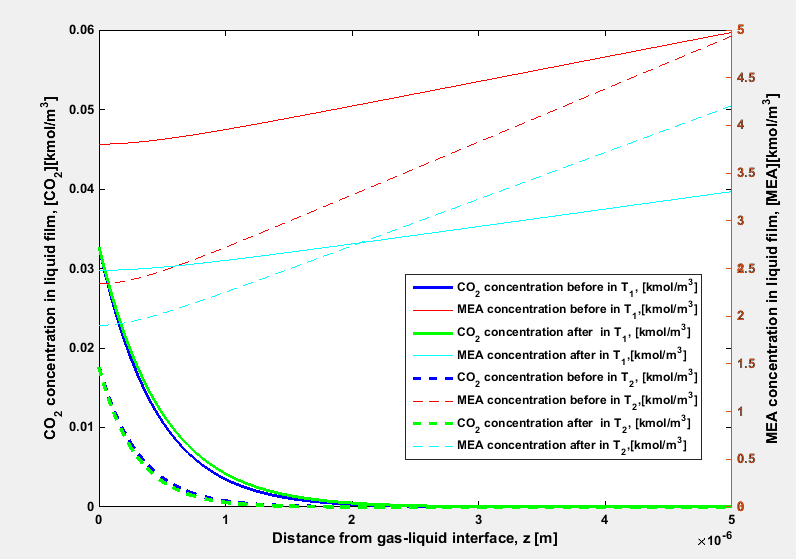 CO2 concentration in liquid film, [CO2][kmol/m3]
0.06
0.05
0.04
0.03
0.02
0.01
0
0
1
2
3
4
5
×10-6
Distance from gas-liquid interface, z [m]
5
4.5
4
3.5
3
2.5
2
1.5
1
0.5
0
MEA concentration in liquid film, [MEA][kmol/m3]
CO2 concentration before in T1, [kmol/m3]
MEA concentration before in T1,[kmol/m3]
CO2 concentration after in T1, [kmol/m3]
MEA concentration after in T1,[kmol/m3]
CO2 concentration before in T2, [kmol/m3]
MEA concentration before in T2,[kmol/m3]
CO2 concentration after in T2, [kmol/m3]
MEA concentration after in T2,[kmol/m3]